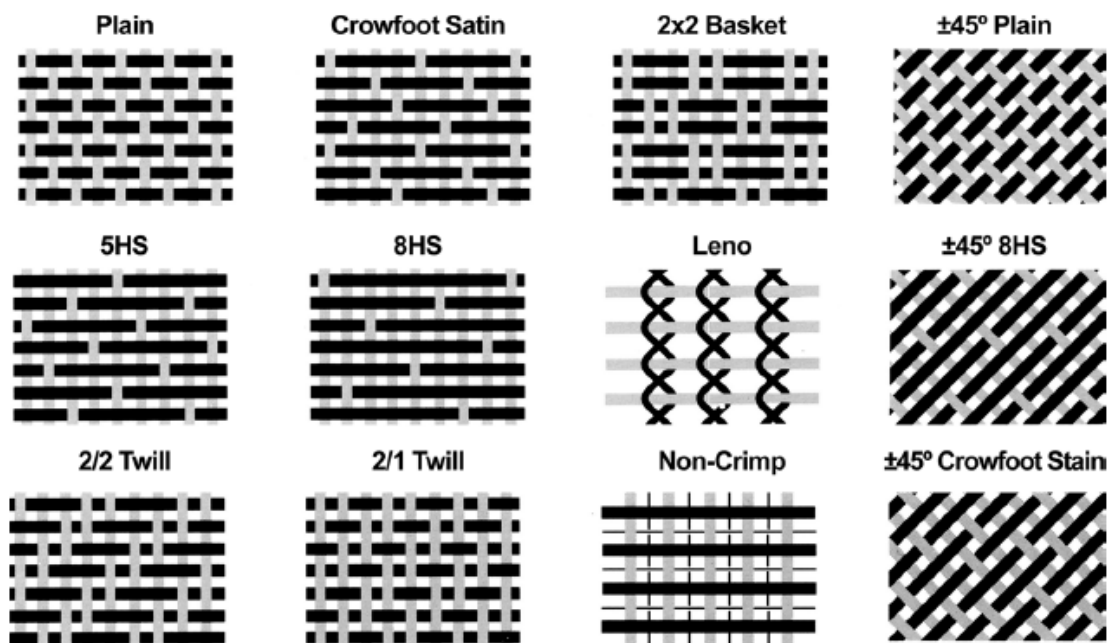 Plain
Crowfoot Satin
2x2 Basket
±45º Plain
5HS
8HS
Leno
±45º 8HS
2/2 Twill
2/1 Twill
Non-Crimp
±45º Crowfoot Stain